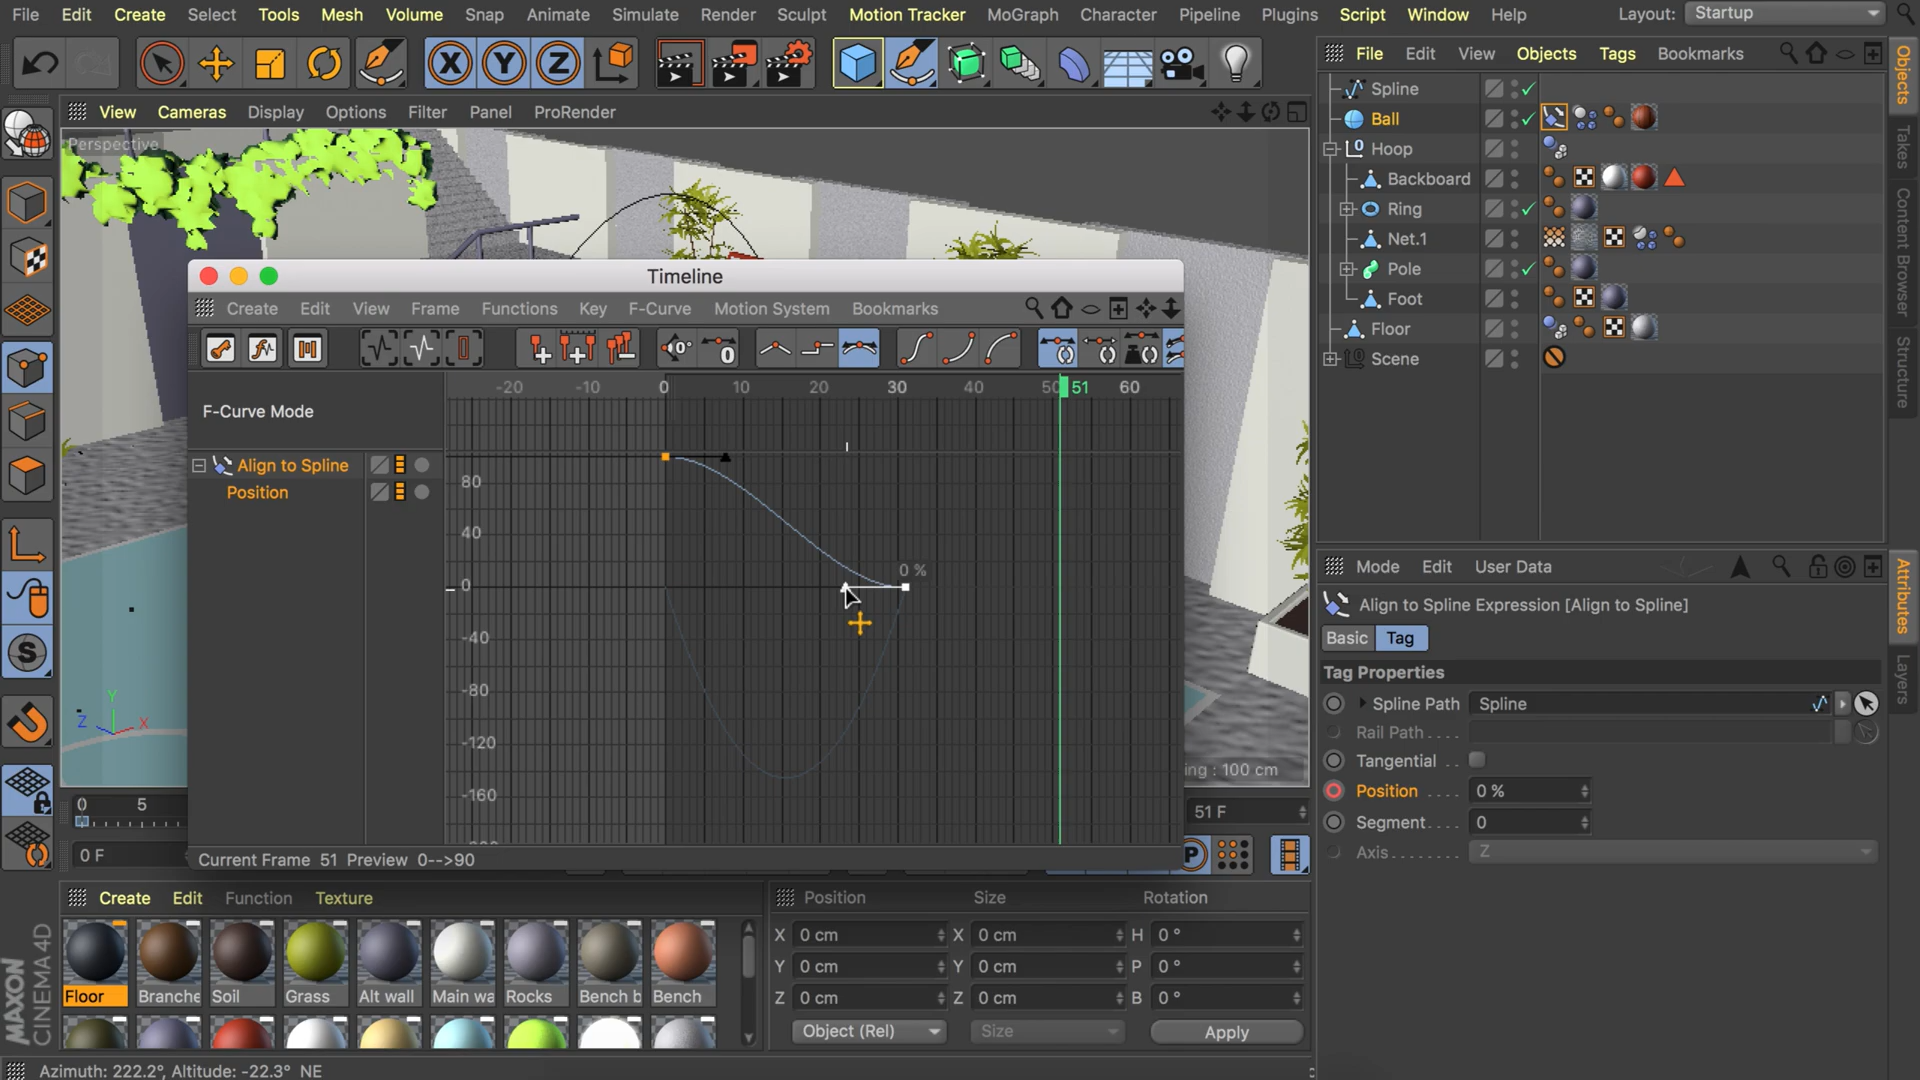 File Edit Create Select Tools Mesh Volume Snap Animate Simulate Render Sculpt Motion Tracker MoGraph Character Pipeline Plugins Script Window Help Layout: Startup
X Y Z
View Cameras Display Options Filter Panel ProRender
Perspective
File Edit View Objects Tags Bookmarks
Spline
Ball
Hoop
Backboard
Ring
Net.1
Pole
Foot
Floor
Scene
Objects
Takes
Content Browser
Structure
Timeline
Create Edit View Frame Functions Key F-Curve Motion System Bookmarks
-20 -10 0 10 20 30 40 50 51 60
F-Curve Mode
Align to Spline
Position
80
40
0
-40
-80
-120
-160
0 %
Current Frame 51 Preview 0-->90
ing : 100 cm
0 5
51 F
0 F
Mode Edit User Data
Align to Spline Expression [Align to Spline]
Basic Tag
Tag Properties
Spline Path Spline
Rail Path . . . .
Tangential . .
Position . . . . 0 %
Segment. . . . 0
Axis. . . . . . . . Z
Attributes
Layers
Create Edit Function Texture
Floor Branche Soil Grass Alt wall Main wa Rocks Bench b Bench
Position Size Rotation
X 0 cm X 0 cm H 0 °
Y 0 cm Y 0 cm P 0 °
Z 0 cm Z 0 cm B 0 °
Object (Rel) Size Apply
MAXON
CINEMA4D
Azimuth: 222.2°, Altitude: -22.3° NE